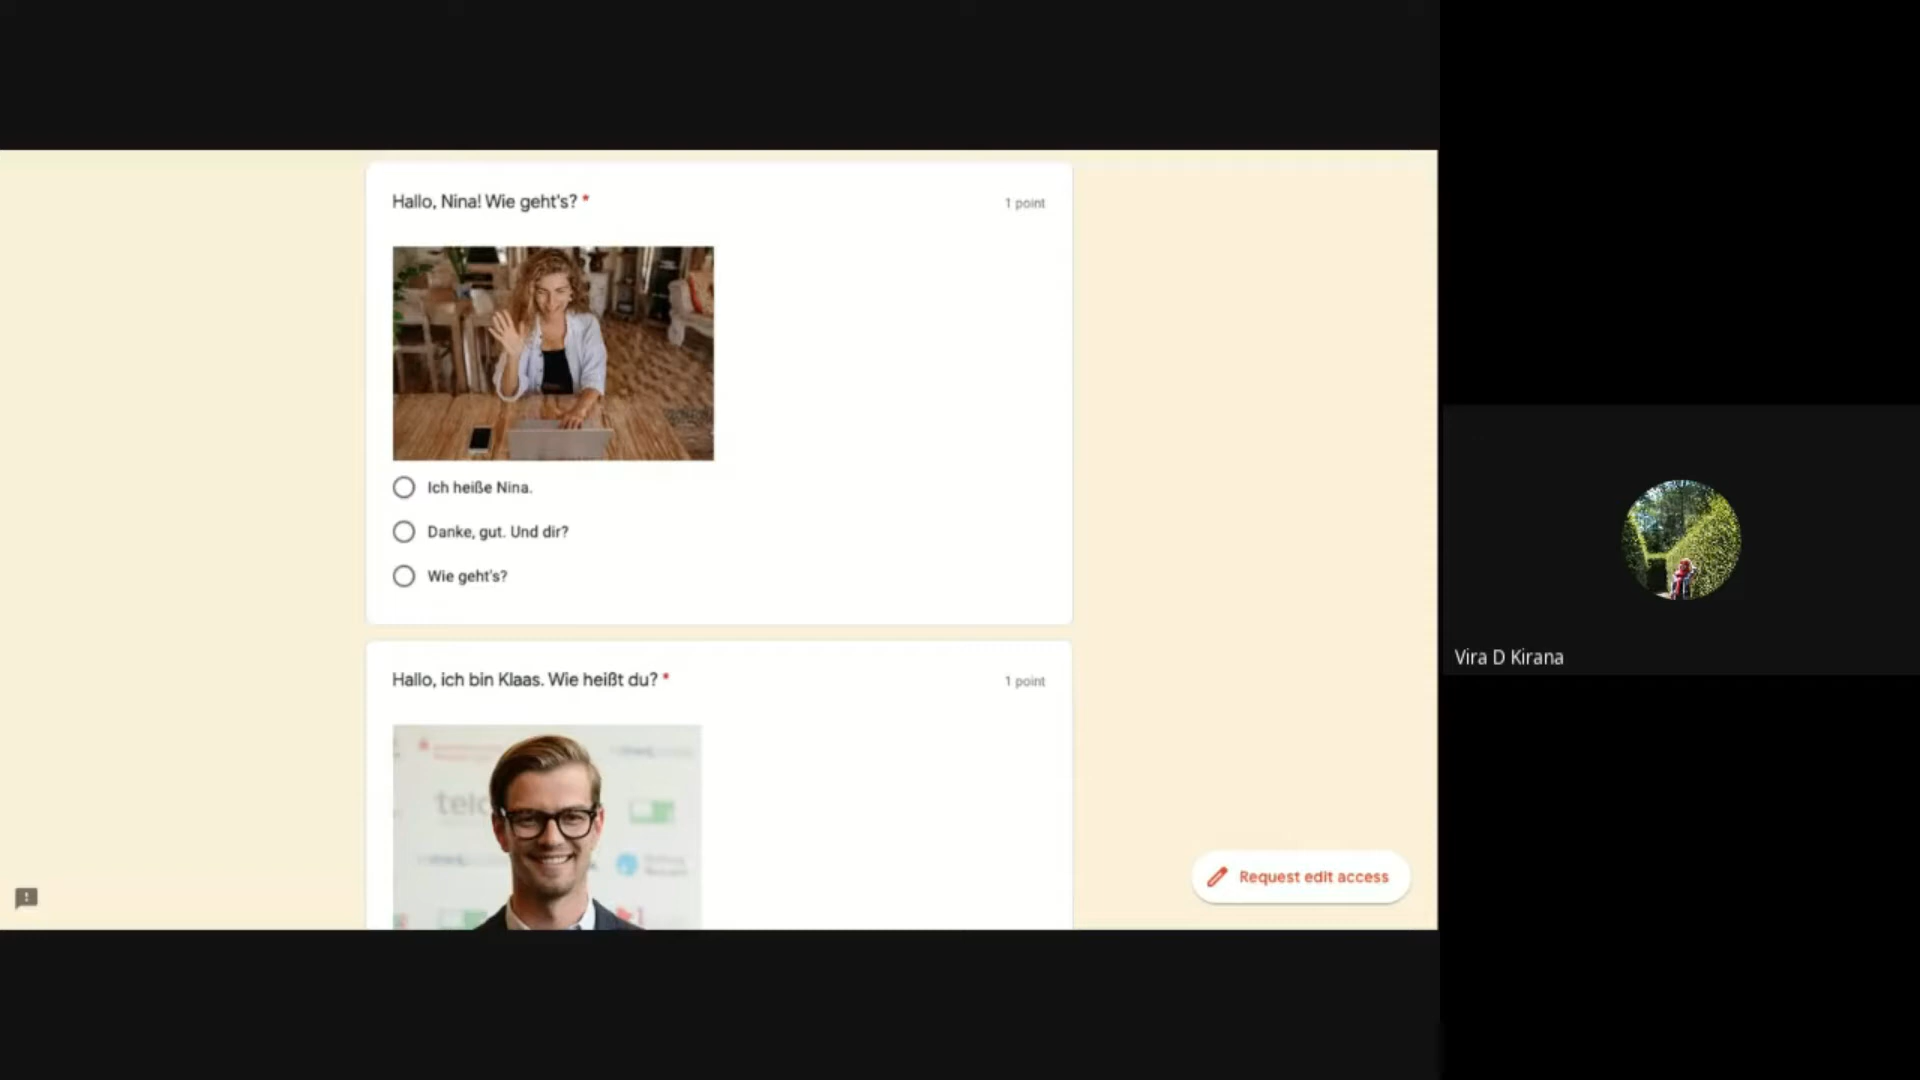 Hallo, Nina! Wie geht's? *
1 point
Ich heiße Nina.
Danke, gut. Und dir?
Wie geht's?
Hallo, ich bin Klaas. Wie heißt du? *
1 point
Request edit access
Vira D Kirana